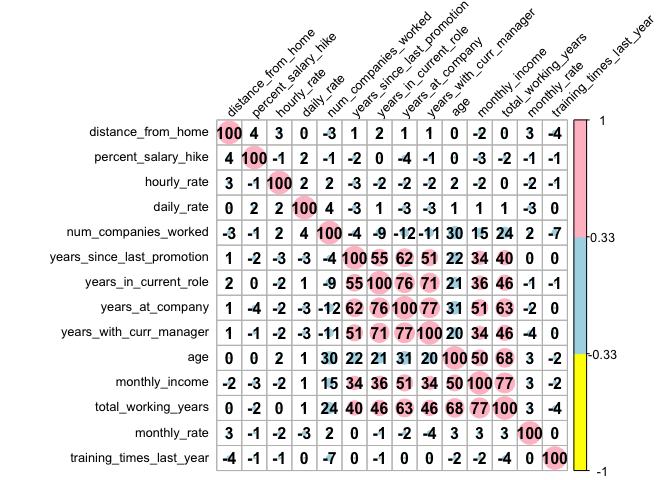 distance_from_home
percent_salary_hike
hourly_rate
daily_rate
num_companies_worked
years_since_last_promotion
years_in_current_role
years_at_company
years_with_curr_manager
age
monthly_income
total_working_years
monthly_rate
training_times_last_year
distance_from_home 100 4 3 0 -3 1 2 1 1 0 -2 0 3 -4
percent_salary_hike 4 100 -1 2 -1 -2 0 -4 -1 0 -3 -2 -1 -1
hourly_rate 3 -1 100 2 2 -3 -2 -2 -2 2 -2 0 -2 -1
daily_rate 0 2 2 100 4 -3 1 -3 -3 1 1 1 -3 0
num_companies_worked -3 -1 2 4 100 -4 -9 -12 -11 30 15 24 2 -7
years_since_last_promotion 1 -2 -3 -3 -4 100 55 62 51 22 34 40 0 0
years_in_current_role 2 0 -2 1 -9 55 100 76 71 21 36 46 -1 -1
years_at_company 1 -4 -2 -3 -12 62 76 100 77 31 51 63 -2 0
years_with_curr_manager 1 -1 -2 -3 -11 51 71 77 100 20 34 46 -4 0
age 0 0 2 1 30 22 21 31 20 100 50 68 3 -2
monthly_income -2 -3 -2 1 15 34 36 51 34 50 100 77 3 -2
total_working_years 0 -2 0 1 24 40 46 63 46 68 77 100 3 -4
monthly_rate 3 -1 -2 -3 2 0 -1 -2 -4 3 3 3 100 0
training_times_last_year -4 -1 -1 0 -7 0 -1 0 0 -2 -2 -4 0 100
1
0.33
-0.33
-1